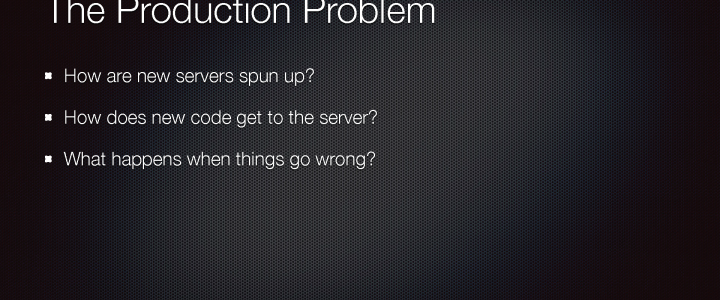 The Production Problem
How are new servers spun up?
How does new code get to the server?
What happens when things go wrong?